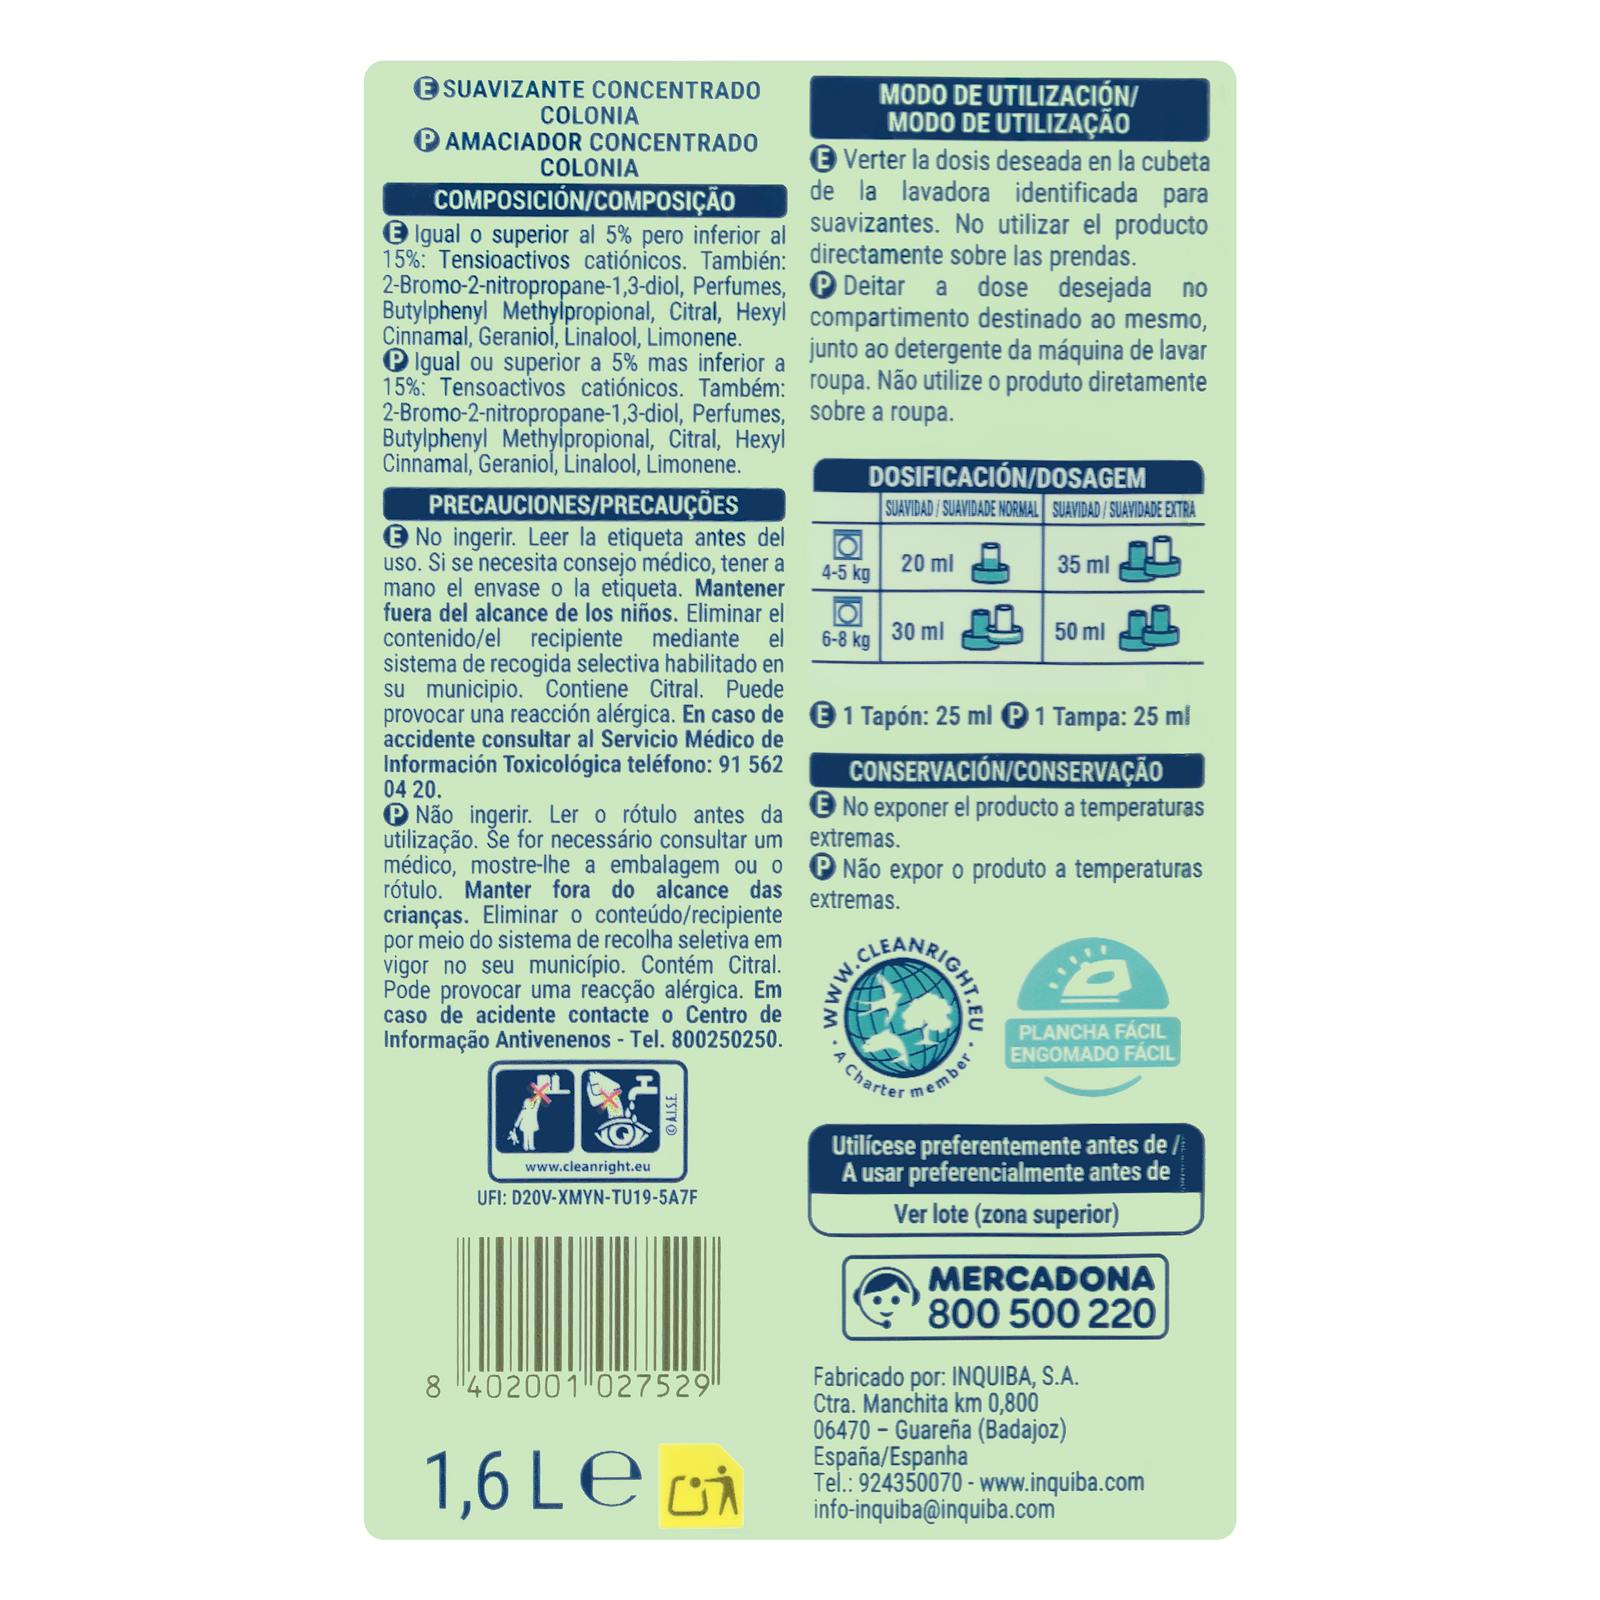 E SUAVIZANTE CONCENTRADO
COLONIA
P AMACIADOR CONCENTRADO
COLONIA
COMPOSICIÓN/COMPOSIÇÃO
E Igual o superior al 5% pero inferior al
15%: Tensioactivos catiónicos. También:
2-Bromo-2-nitropropane-1,3-diol, Perfumes,
Butylphenyl Methylpropional, Citral, Hexyl
Cinnamal, Geraniol, Linalool, Limonene.
P Igual ou superior a 5% mas inferior a
15%: Tensoactivos catiónicos. Também:
2-Bromo-2-nitropropane-1,3-diol, Perfumes,
Butylphenyl Methylpropional, Citral, Hexyl
Cinnamal, Geraniol, Linalool, Limonene.
PRECAUCIONES/PRECAUÇÕES
E No ingerir. Leer la etiqueta antes del
uso. Si se necesita consejo médico, tener a
mano el envase o la etiqueta. Mantener
fuera del alcance de los niños. Eliminar el
contenido/el recipiente mediante el
sistema de recogida selectiva habilitado en
su municipio. Contiene Citral. Puede
provocar una reacción alérgica. En caso de
accidente consultar al Servicio Médico de
Información Toxicológica teléfono: 91 562
04 20.
P Não ingerir. Ler o rótulo antes da
utilização. Se for necessário consultar um
médico, mostre-lhe a embalagem ou o
rótulo. Manter fora do alcance das
crianças. Eliminar o conteúdo/recipiente
por meio do sistema de recolha seletiva em
vigor no seu município. Contém Citral.
Pode provocar uma reacção alérgica. Em
caso de acidente contacte o Centro de
Informação Antivenenos - Tel. 800250250.
© A.I.S.E.
www.cleanright.eu
UFI: D20V-XMYN-TU19-5A7F
8 402001 027529
1,6 L e
MODO DE UTILIZACIÓN/
MODO DE UTILIZAÇÃO
E Verter la dosis deseada en la cubeta
de la lavadora identificada para
suavizantes. No utilizar el producto
directamente sobre las prendas.
P Deitar a dose desejada no
compartimento destinado ao mesmo,
junto ao detergente da máquina de lavar
roupa. Não utilize o produto diretamente
sobre a roupa.
DOSIFICACIÓN/DOSAGEM
SUAVIDAD / SUAVIDADE NORMAL SUAVIDAD / SUAVIDADE EXTRA
4-5 kg 20 ml 35 ml
6-8 kg 30 ml 50 ml
E 1 Tapón: 25 ml P 1 Tampa: 25 ml
CONSERVACIÓN/CONSERVAÇÃO
E No exponer el producto a temperaturas
extremas.
P Não expor o produto a temperaturas
extremas.
WWW.CLEANRIGHT.EU
• A Charter member •
PLANCHA FÁCIL
ENGOMADO FÁCIL
Utilícese preferentemente antes de /
A usar preferencialmente antes de
Ver lote (zona superior)
MERCADONA
800 500 220
Fabricado por: INQUIBA, S.A.
Ctra. Manchita km 0,800
06470 – Guareña (Badajoz)
España/Espanha
Tel.: 924350070 - www.inquiba.com
info-inquiba@inquiba.com